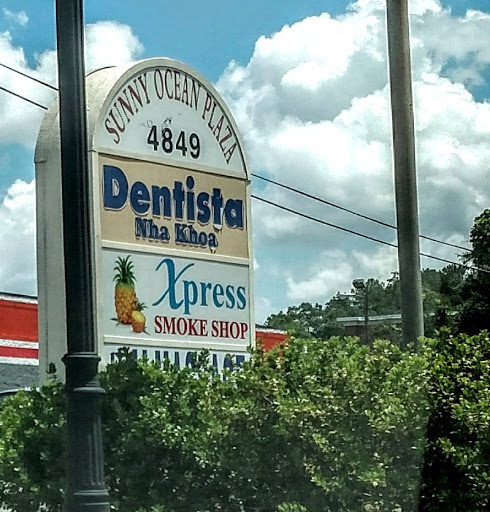 SUNNY OCEAN PLAZA
4849
Dentista
Nha Khoa
Xpress
SMOKE SHOP